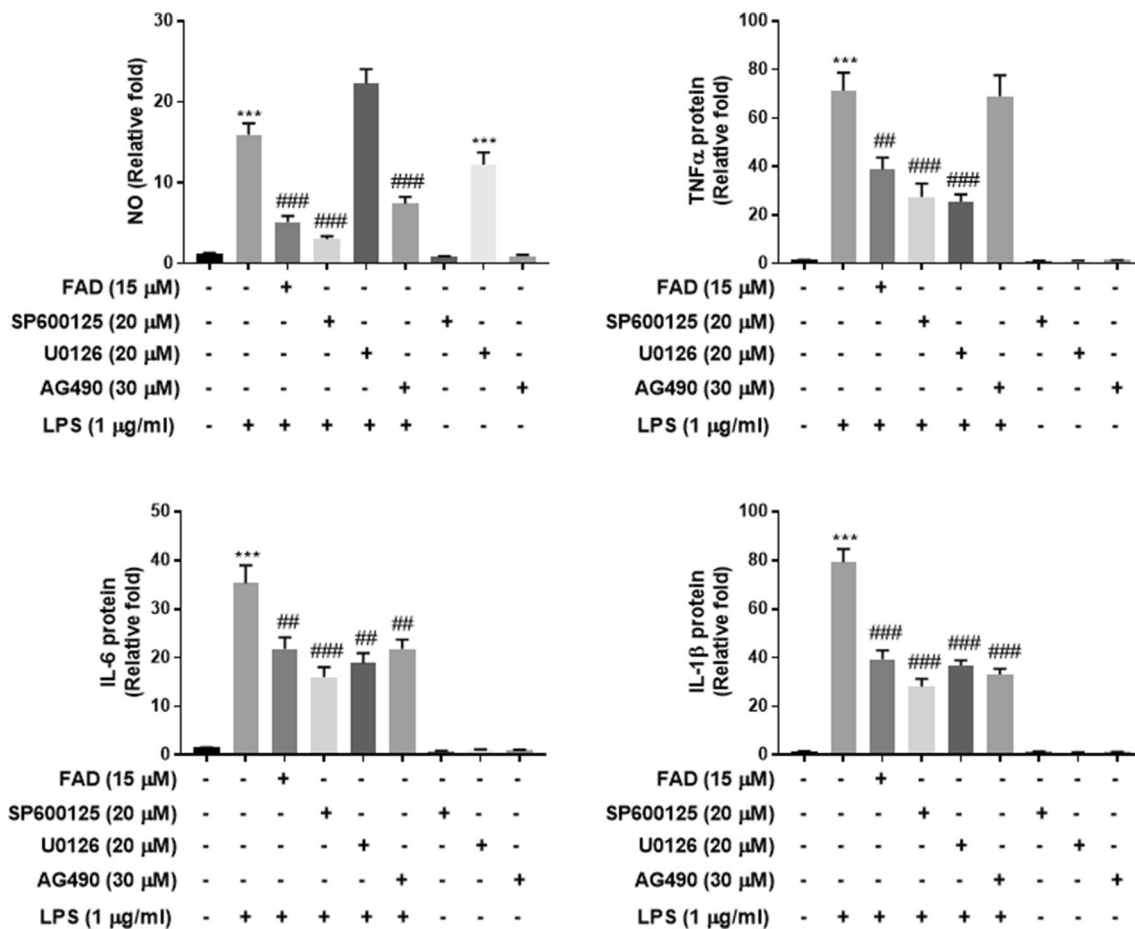 30
20
10
0
NO (Relative fold)
***
###
###
###
***
FAD (15 μM) - - + - - - - - -
SP600125 (20 μM) - - - + - - + - -
U0126 (20 μM) - - - - + - - + -
AG490 (30 μM) - - - - - + - - +
LPS (1 μg/ml) - + + + + + - - -
100
80
60
40
20
0
TNFα protein
(Relative fold)
***
##
###
###
FAD (15 μM) - - + - - - - - -
SP600125 (20 μM) - - - + - - + - -
U0126 (20 μM) - - - - + - - + -
AG490 (30 μM) - - - - - + - - +
LPS (1 μg/ml) - + + + + + - - -
50
40
30
20
10
0
IL-6 protein
(Relative fold)
***
##
###
##
##
FAD (15 μM) - - + - - - - - -
SP600125 (20 μM) - - - + - - + - -
U0126 (20 μM) - - - - + - - + -
AG490 (30 μM) - - - - - + - - +
LPS (1 μg/ml) - + + + + + - - -
100
80
60
40
20
0
IL-1β protein
(Relative fold)
***
###
###
###
###
FAD (15 μM) - - + - - - - - -
SP600125 (20 μM) - - - + - - + - -
U0126 (20 μM) - - - - + - - + -
AG490 (30 μM) - - - - - + - - +
LPS (1 μg/ml) - + + + + + - - -